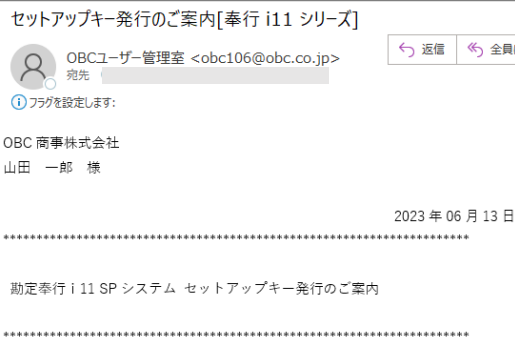 セットアップキー発行のご案内[奉行 i11 シリーズ]
OBCユーザー管理室 <obc106@obc.co.jp>
返信
全員
宛先
フラグを設定します:
OBC 商事株式会社
山田 一郎 様
2023 年 06 月 13 日
**********************************************************************
勘定奉行 i 11 SP システム セットアップキー発行のご案内
**********************************************************************